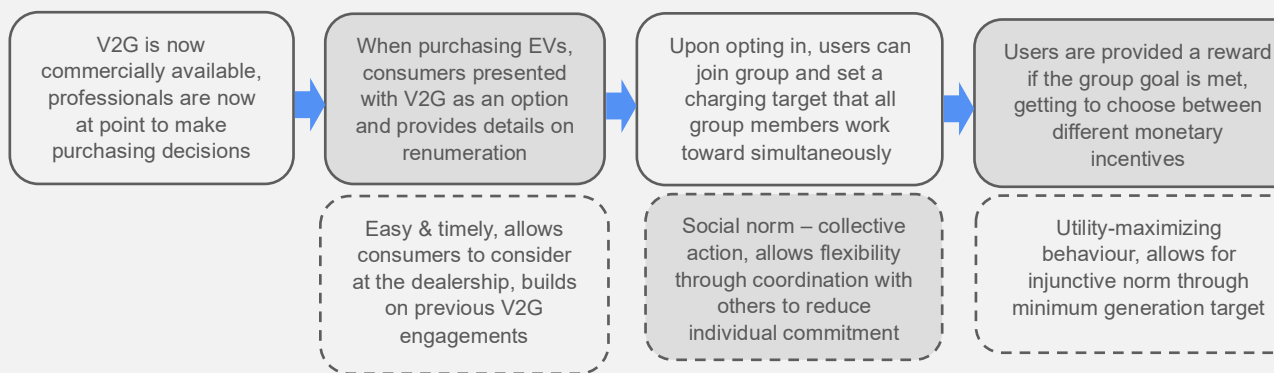 V2G is now
commercially available,
professionals are now
at point to make
purchasing decisions
When purchasing EVs,
consumers presented
with V2G as an option
and provides details on
renumeration
Upon opting in, users can
join group and set a
charging target that all
group members work
toward simultaneously
Users are provided a reward
if the group goal is met,
getting to choose between
different monetary
incentives
Easy & timely, allows
consumers to consider
at the dealership, builds
on previous V2G
engagements
Social norm – collective
action, allows flexibility
through coordination with
others to reduce
individual commitment
Utility-maximizing
behaviour, allows for
injunctive norm through
minimum generation target